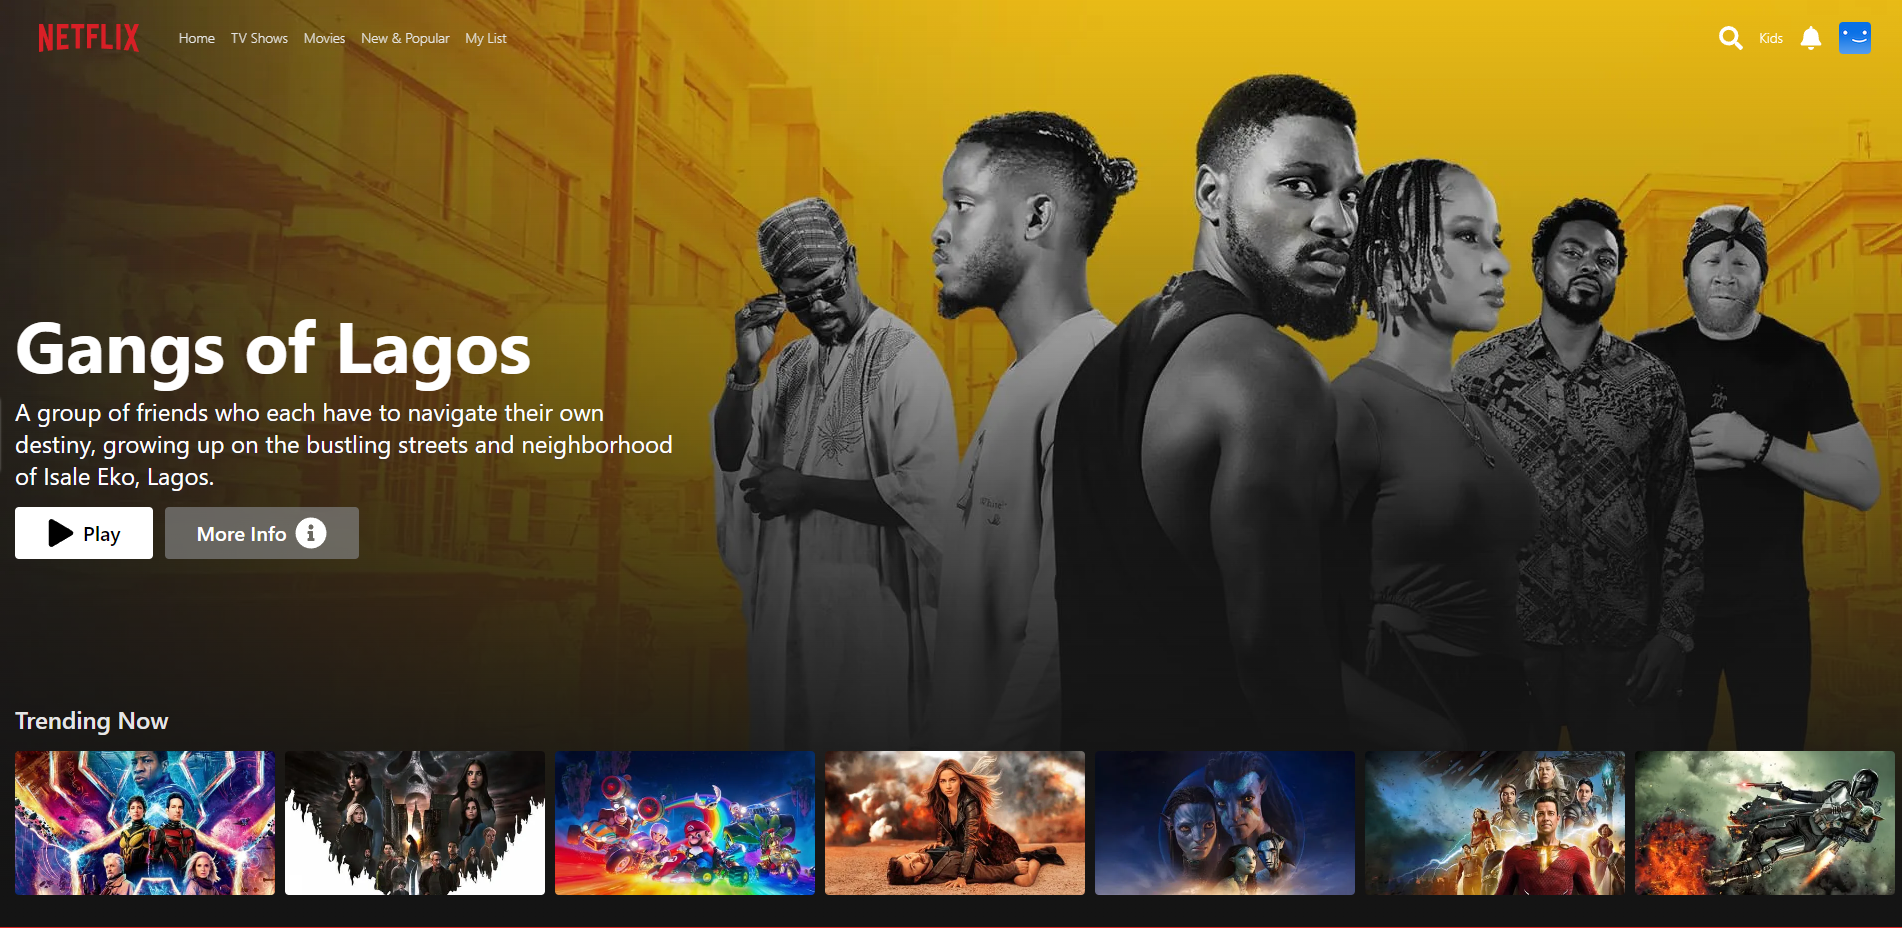 NETFLIX
Home
TV Shows
Movies
New & Popular
My List
Kids
Gangs of Lagos
A group of friends who each have to navigate their own
destiny, growing up on the bustling streets and neighborhood
of Isale Eko, Lagos.
Play
More Info
Trending Now